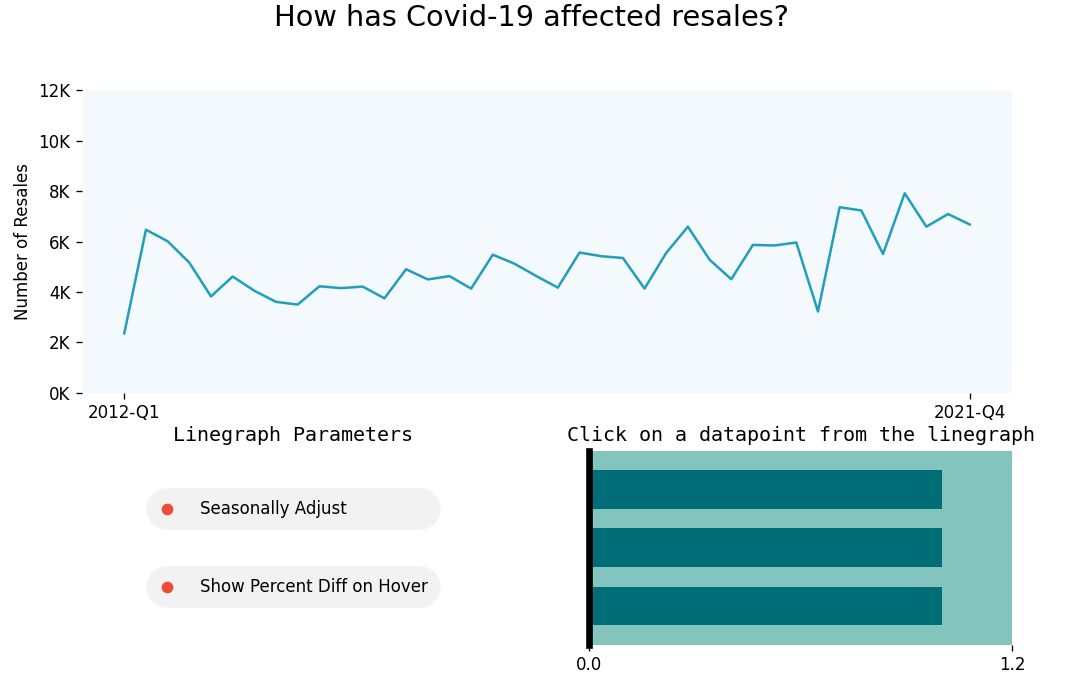 How has Covid-19 affected resales?
12K
10K
8K
6K
4K
2K
0K
Number of Resales
2012-Q1
2021-Q4
Linegraph Parameters
Seasonally Adjust
Show Percent Diff on Hover
Click on a datapoint from the linegraph
0.0
1.2